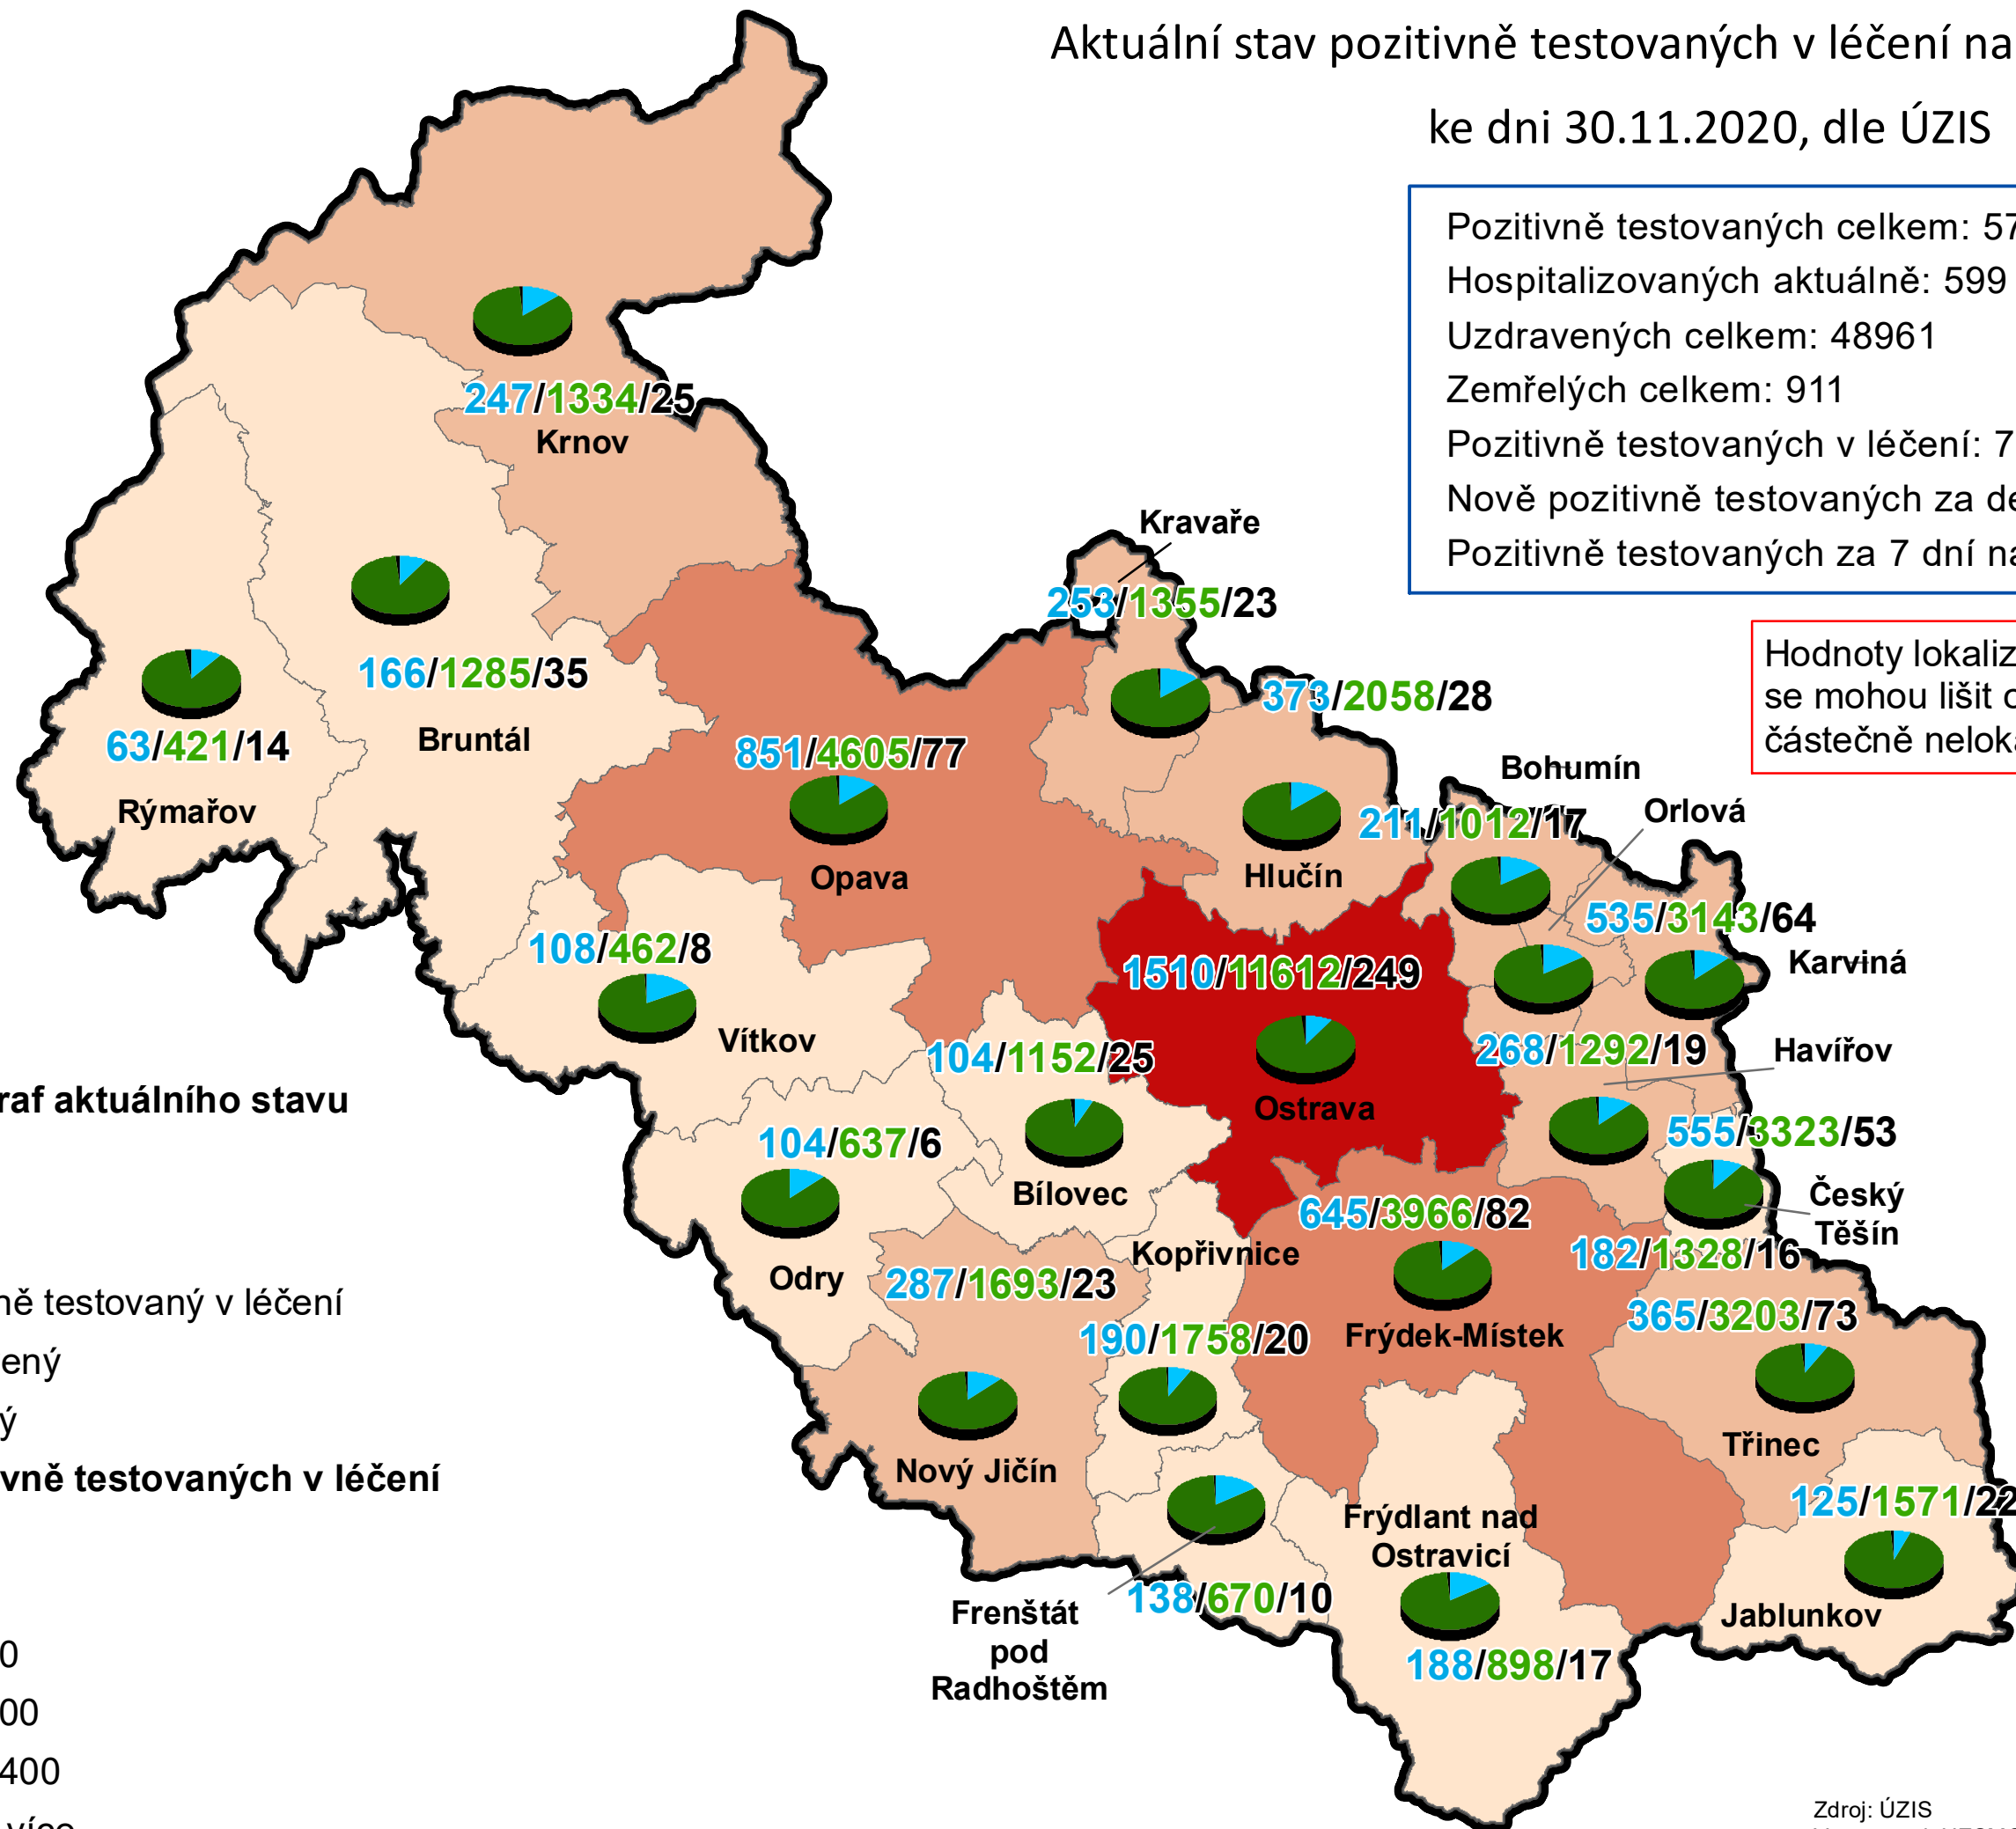 Aktuální stav pozitivně testovaných v léčení na
ke dni 30.11.2020, dle ÚZIS
Pozitivně testovaných celkem: 57
Hospitalizovaných aktuálně: 599
Uzdravených celkem: 48961
Zemřelých celkem: 911
Pozitivně testovaných v léčení: 7
Nově pozitivně testovaných za de
Pozitivně testovaných za 7 dní na
Hodnoty lokaliz
se mohou lišit o
částečně neloka
247/1334/25
Krnov
Kravaře
253/1355/23
166/1285/35
Bruntál
63/421/14
Rýmařov
373/2058/28
851/4605/77
Opava
Hlučín
Bohumín
211/1012/17
Orlová
535/3143/64
Karviná
108/462/8
Vítkov
1510/11612/249
Ostrava
268/1292/19
Havířov
104/1152/25
Bílovec
555/3323/53
Český
Těšín
104/637/6
Odry
645/3966/82
Frýdek-Místek
182/1328/16
Kopřivnice
287/1693/23
Nový Jičín
190/1758/20
365/3203/73
Třinec
125/1571/22
Jablunkov
Frýdlant nad
Ostravicí
188/898/17
138/670/10
Frenštát
pod
Radhoštěm
raf aktuálního stavu
ně testovaný v léčení
ený
ý
vně testovaných v léčení
0
00
400
Zdroj: ÚZIS